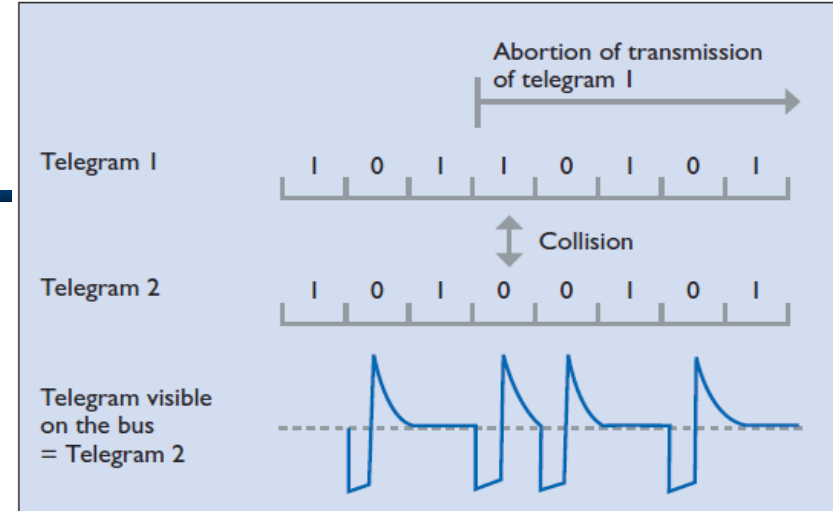 Abortion of transmission
of telegram 1
Telegram 1
1 0 1 1 0 1 0 1
Collision
Telegram 2
1 0 1 0 0 1 0 1
Telegram visible
on the bus
= Telegram 2